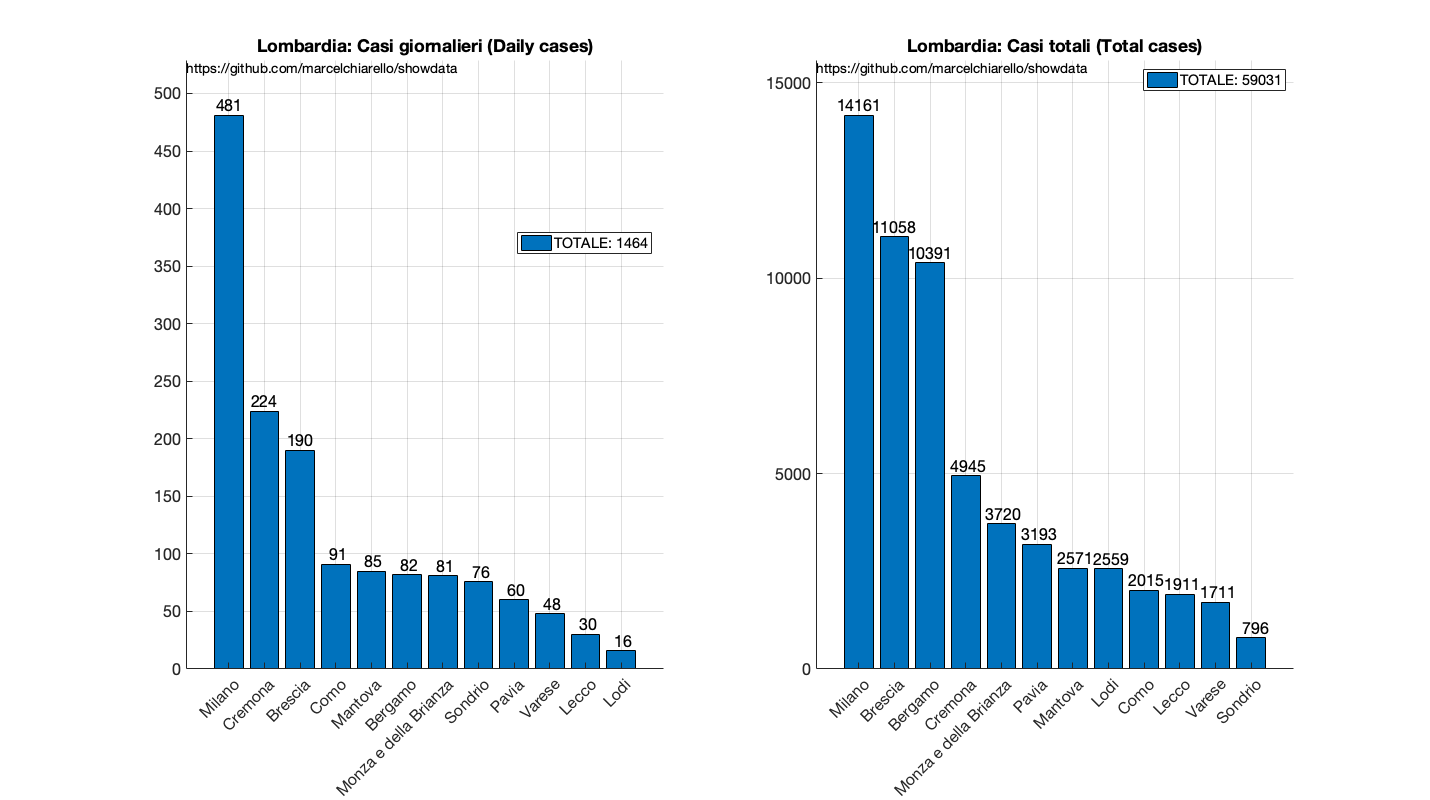 Lombardia: Casi giornalieri (Daily cases)
https://github.com/marcelchiarello/showdata
TOTALE: 1464
500
450
400
350
300
250
200
150
100
50
0
481
224
190
91
85
82
81
76
60
48
30
16
Milano
Cremona
Brescia
Como
Mantova
Bergamo
Monza e della Brianza
Sondrio
Pavia
Varese
Lecco
Lodi
Lombardia: Casi totali (Total cases)
https://github.com/marcelchiarello/showdata
TOTALE: 59031
15000
10000
5000
0
14161
11058
10391
4945
3720
3193
2571
2559
2015
1911
1711
796
Milano
Brescia
Bergamo
Cremona
Monza e della Brianza
Pavia
Mantova
Lodi
Como
Lecco
Varese
Sondrio